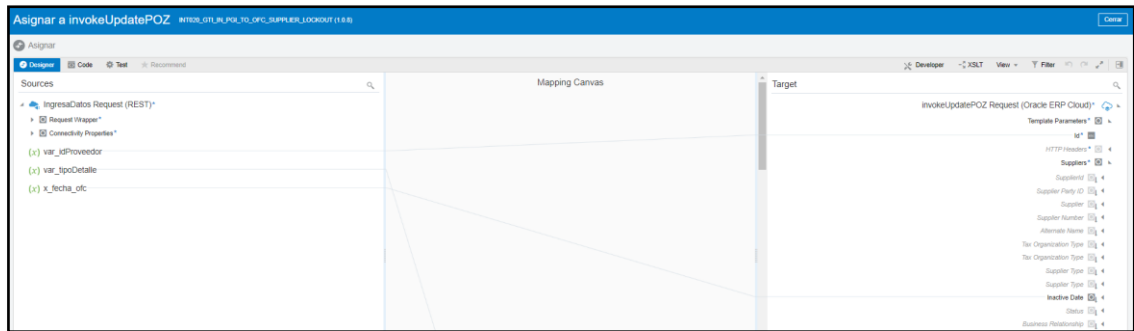 Asignar a invokeUpdatePOZ INT020_GTI_IN_PGI_TO_OFC_SUPPLIER_LOCKOUT (1.0.0) Cerrar
Asignar
Designer Code Test Recommend Developer XSLT View Filter
Sources Mapping Canvas Target
IngresaDatos Request (REST)* invokeUpdatePOZ Request (Oracle ERP Cloud)*
Request Wrapper* Template Parameters*
Connectivity Properties* Id*
(x) var_idProveedor HTTP Headers*
(x) var_tipoDetalle Suppliers*
(x) x_fecha_ofc SupplierId
Supplier Party ID
Supplier
Supplier Number
Alternate Name
Tax Organization Type
Tax Organization Type
Supplier Type
Supplier Type
Inactive Date
Status
Business Relationship